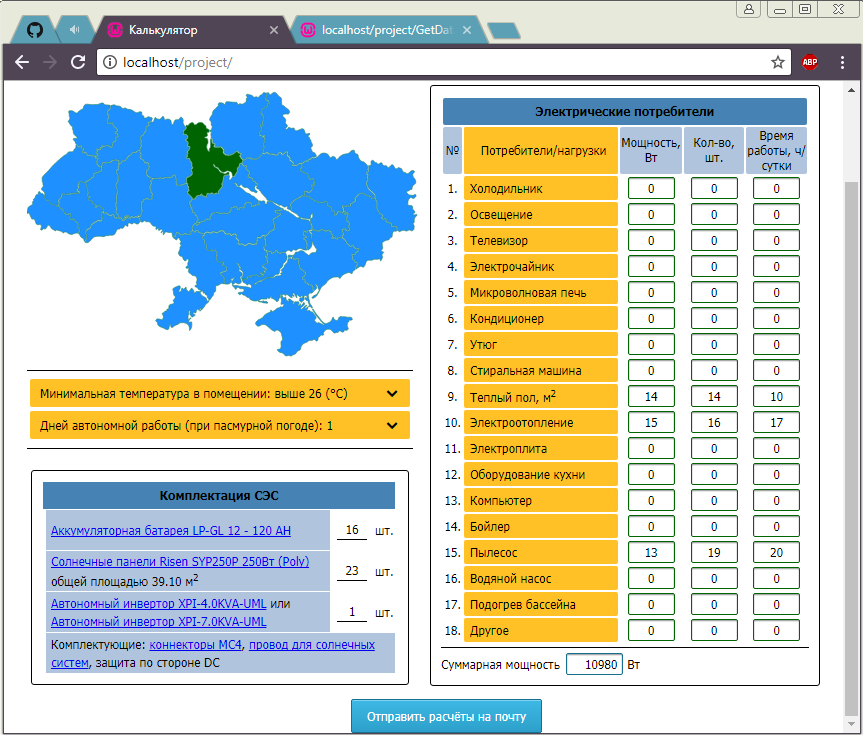 Калькулятор
localhost/project/GetDat
localhost/project/
ABP
Минимальная температура в помещении: выше 26 (°C)
Дней автономной работы (при пасмурной погоде): 1
Комплектация СЭС
Аккумуляторная батарея LP-GL 12 - 120 AH 16 шт.
Солнечные панели Risen SYP250P 250Вт (Poly)
общей площадью 39.10 м2 23 шт.
Автономный инвертор XPI-4.0KVA-UML или
Автономный инвертор XPI-7.0KVA-UML 1 шт.
Комплектующие: коннекторы MC4, провод для солнечных
систем, защита по стороне DC
Электрические потребители
№ Потребители/нагрузки Мощность, Вт Кол-во, шт. Время работы, ч/сутки
1. Холодильник 0 0 0
2. Освещение 0 0 0
3. Телевизор 0 0 0
4. Электрочайник 0 0 0
5. Микроволновая печь 0 0 0
6. Кондиционер 0 0 0
7. Утюг 0 0 0
8. Стиральная машина 0 0 0
9. Теплый пол, м2 14 14 10
10. Электроотопление 15 16 17
11. Электроплита 0 0 0
12. Оборудование кухни 0 0 0
13. Компьютер 0 0 0
14. Бойлер 0 0 0
15. Пылесос 13 19 20
16. Водяной насос 0 0 0
17. Подогрев бассейна 0 0 0
18. Другое 0 0 0
Суммарная мощность 10980 Вт
Отправить расчёты на почту